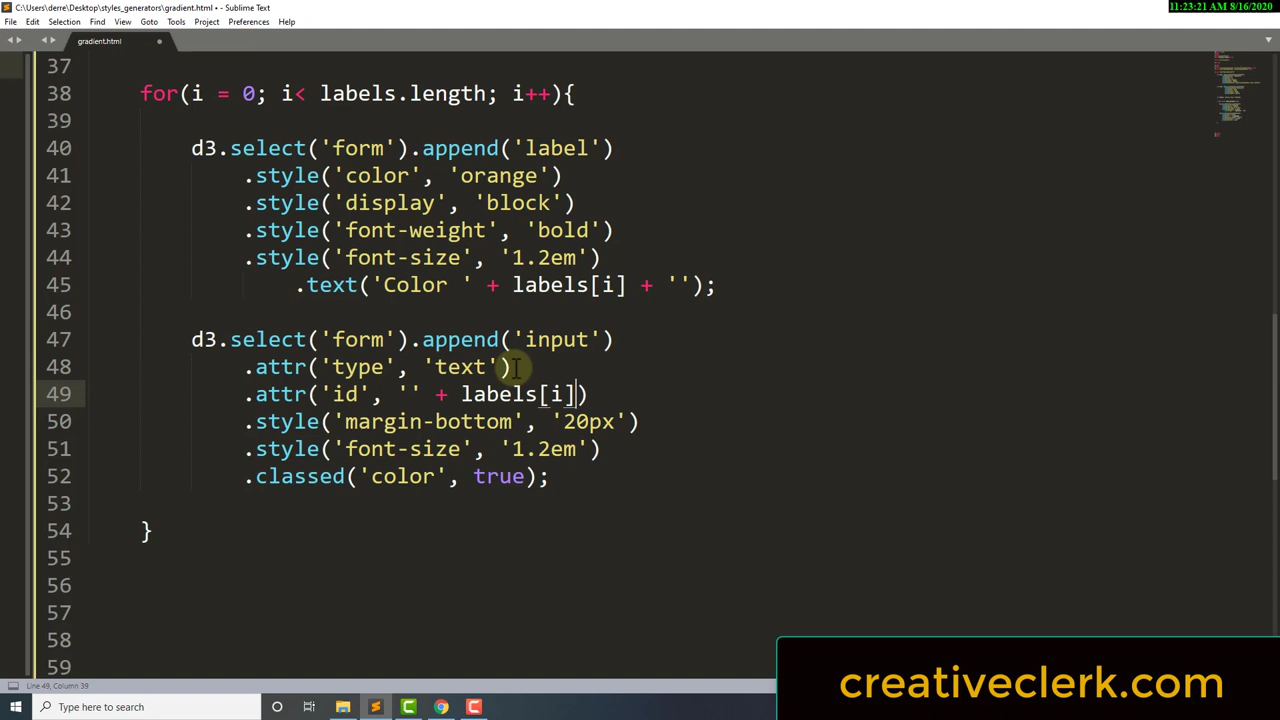 C:\Users\derre\Desktop\styles_generators\gradient.html • - Sublime Text
11:23:21 AM 8/16/2020
File Edit Selection Find View Goto Tools Project Preferences Help
gradient.html
37
38 for(i = 0; i< labels.length; i++){
39
40 d3.select('form').append('label')
41 .style('color', 'orange')
42 .style('display', 'block')
43 .style('font-weight', 'bold')
44 .style('font-size', '1.2em')
45 .text('Color ' + labels[i] + '');
46
47 d3.select('form').append('input')
48 .attr('type', 'text')
49 .attr('id', '' + labels[i])
50 .style('margin-bottom', '20px')
51 .style('font-size', '1.2em')
52 .classed('color', true);
53
54 }
55
56
57
58
59
creativeclerk.com
Line 49, Column 39
Type here to search